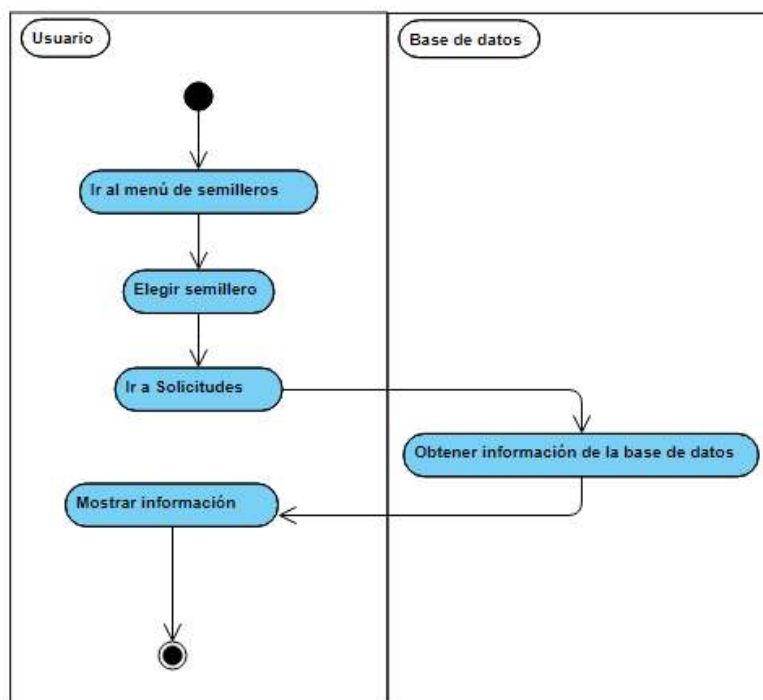 Usuario
Base de datos
Ir al menú de semilleros
Elegir semillero
Ir a Solicitudes
Obtener información de la base de datos
Mostrar información